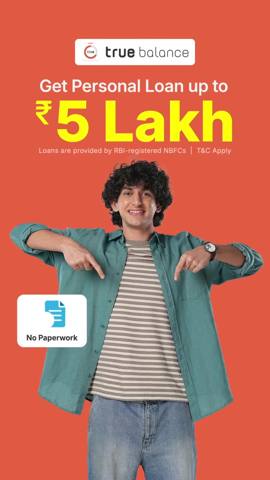 true balance
Get Personal Loan up to
₹5 Lakh
Loans are provided by RBI-registered NBFCs | T&C Apply
No Paperwork